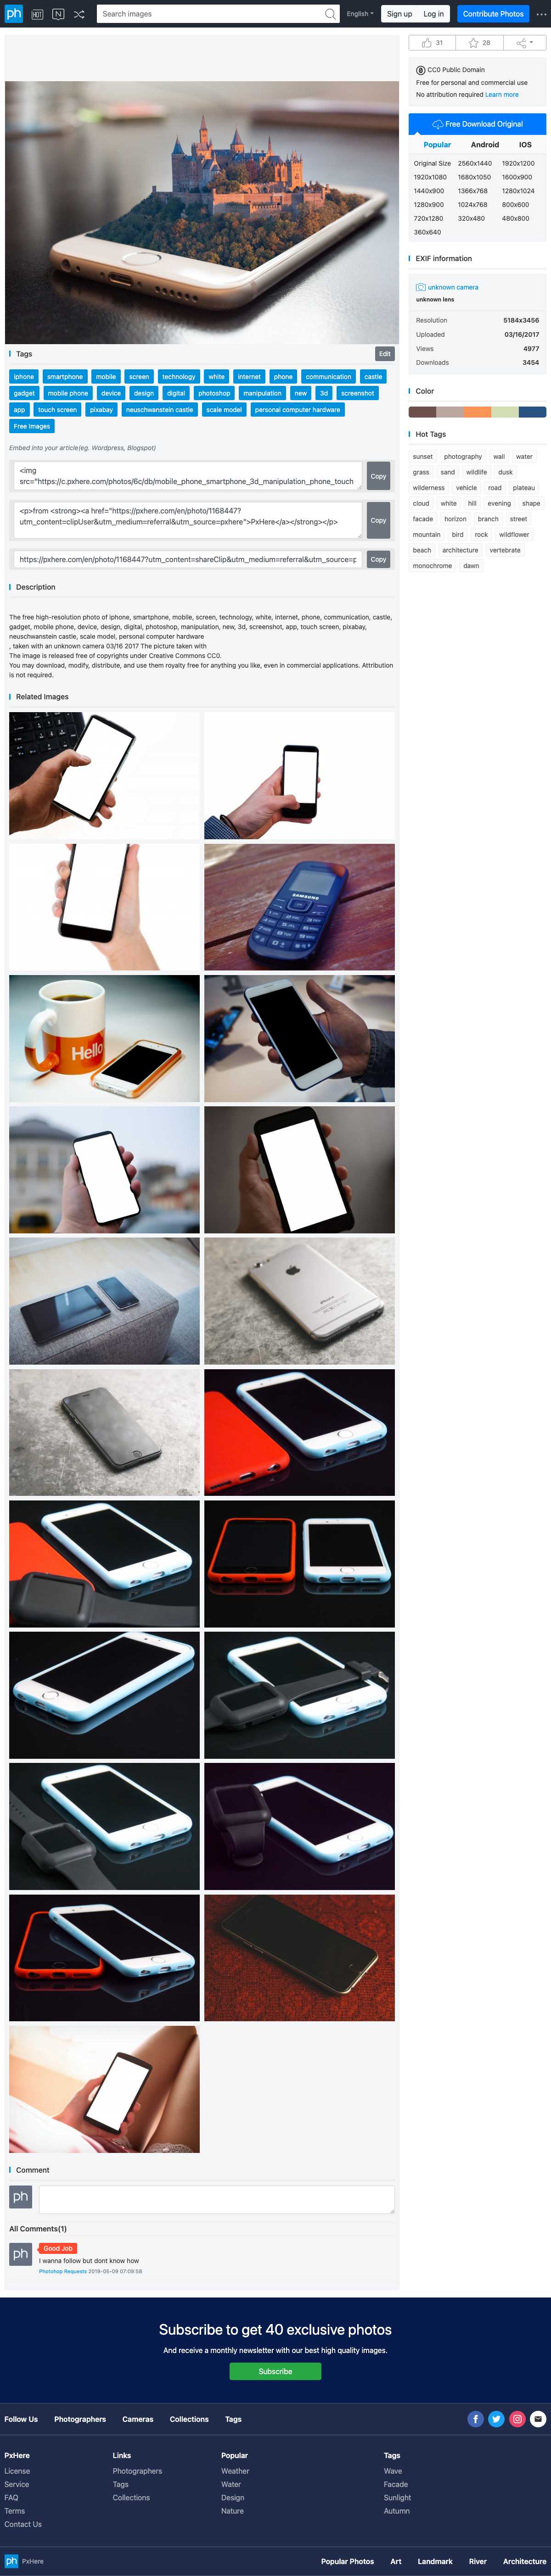 ph HOT N Search images English Sign up Log in Contribute Photos
31 28
CC0 Public Domain
Free for personal and commercial use
No attribution required Learn more
Free Download Original
Popular Android IOS
Original Size 2560x1440 1920x1200
1920x1080 1680x1050 1600x900
1440x900 1366x768 1280x1024
1280x900 1024x768 800x600
720x1280 320x480 480x800
360x640
EXIF information
unknown camera
unknown lens
Resolution 5184x3456
Uploaded 03/16/2017
Views 4977
Downloads 3454
Color
Hot Tags
sunset photography wall water
grass sand wildlife dusk
wilderness vehicle road plateau
cloud white hill evening shape
facade horizon branch street
mountain bird rock wildflower
beach architecture vertebrate
monochrome dawn
Tags Edit
iphone smartphone mobile screen technology white internet phone communication castle
gadget mobile phone device design digital photoshop manipulation new 3d screenshot
app touch screen pixabay neuschwanstein castle scale model personal computer hardware
Free Images
Embed into your article(eg. Wordpress, Blogspot)
<img
src="https://c.pxhere.com/photos/6c/db/mobile_phone_smartphone_3d_manipulation_phone_touch
Copy
<p>from <strong><a href="https://pxhere.com/en/photo/1168447?
utm_content=clipUser&utm_medium=referral&utm_source=pxhere">PxHere</a></strong></p>
Copy
https://pxhere.com/en/photo/1168447?utm_content=shareClip&utm_medium=referral&utm_source=p
Copy
Description
The free high-resolution photo of iphone, smartphone, mobile, screen, technology, white, internet, phone, communication, castle,
gadget, mobile phone, device, design, digital, photoshop, manipulation, new, 3d, screenshot, app, touch screen, pixabay,
neuschwanstein castle, scale model, personal computer hardware
, taken with an unknown camera 03/16 2017 The picture taken with
The image is released free of copyrights under Creative Commons CC0.
You may download, modify, distribute, and use them royalty free for anything you like, even in commercial applications. Attribution
is not required.
Related Images
SAMSUNG
Hello
iPhone
Comment
ph
All Comments(1)
ph
Good Job
I wanna follow but dont know how
Photohop Requests 2019-05-09 07:09:58
Subscribe to get 40 exclusive photos
And receive a monthly newsletter with our best high quality images.
Subscribe
Follow Us Photographers Cameras Collections Tags
PxHere Links Popular Tags
License Photographers Weather Wave
Service Tags Water Facade
FAQ Collections Design Sunlight
Terms Nature Autumn
Contact Us
ph PxHere Popular Photos Art Landmark River Architecture